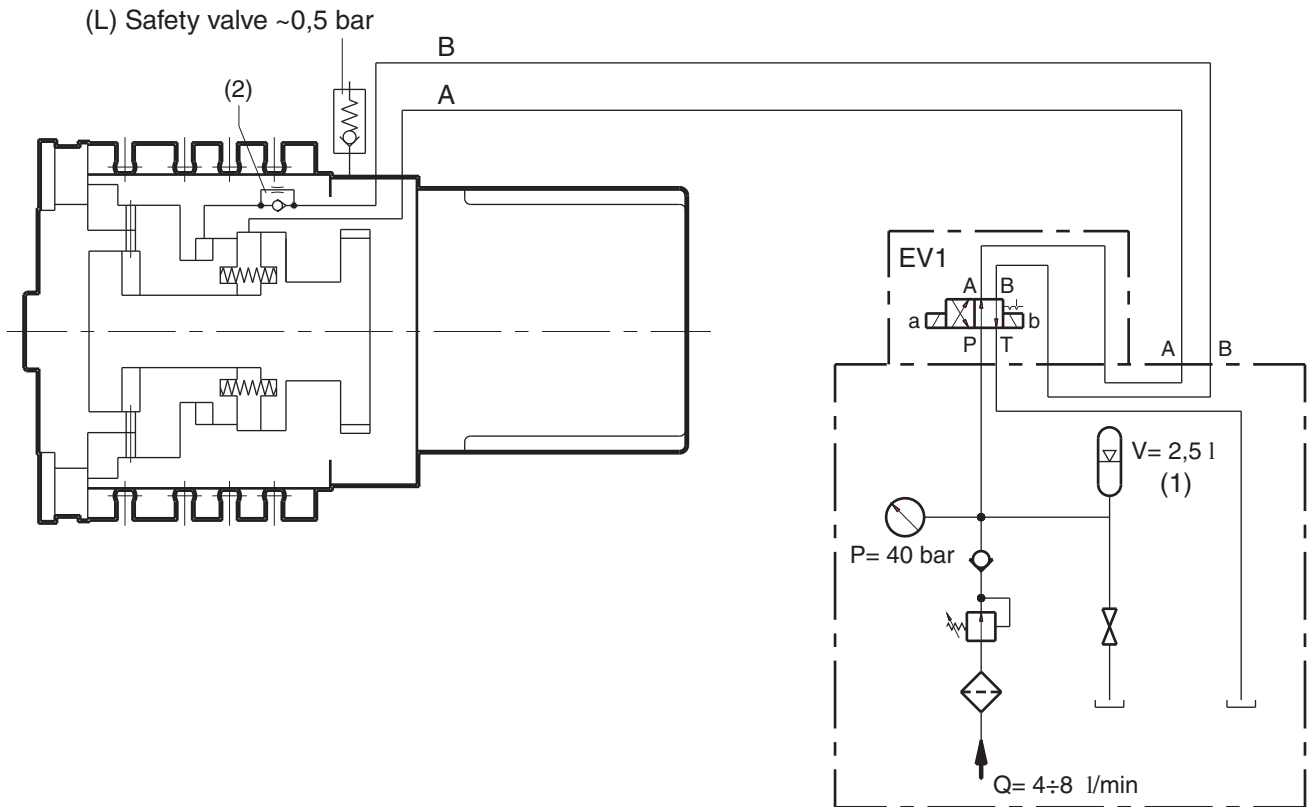 (L) Safety valve ~0,5 bar
B
(2)
A
EV1
A B
a b
P T
A B
V= 2,5 l
(1)
P= 40 bar
Q= 4÷8 l/min